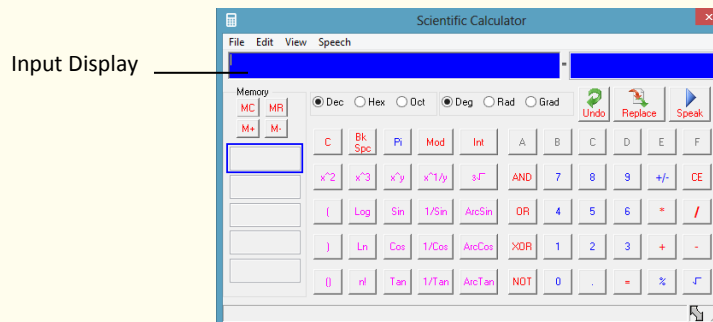 Scientific Calculator
File Edit View Speech
Input Display
=
Memory
MC MR
M+ M-
Dec Hex Oct Deg Rad Grad
Undo Replace Speak
C Bk Spc Pi Mod Int A B C D E F
x^2 x^3 x^y x^1/y 3√ AND 7 8 9 +/- CE
( Log Sin 1/Sin ArcSin OR 4 5 6 * /
) Ln Cos 1/Cos ArcCos XOR 1 2 3 + -
() n! Tan 1/Tan ArcTan NOT 0 . = % √